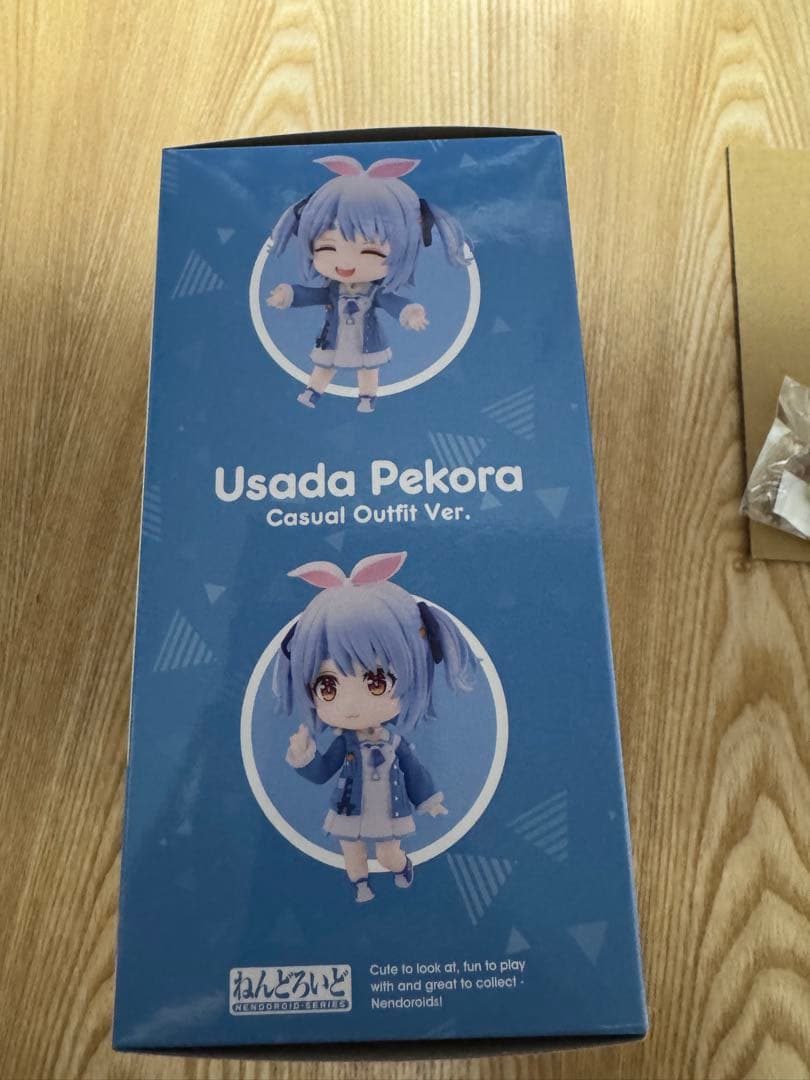 Usada Pekora
Casual Outfit Ver.
ねんどろいど
NENDOROID·SERIES
Cute to look at, fun to play
with and great to collect -
Nendoroids!